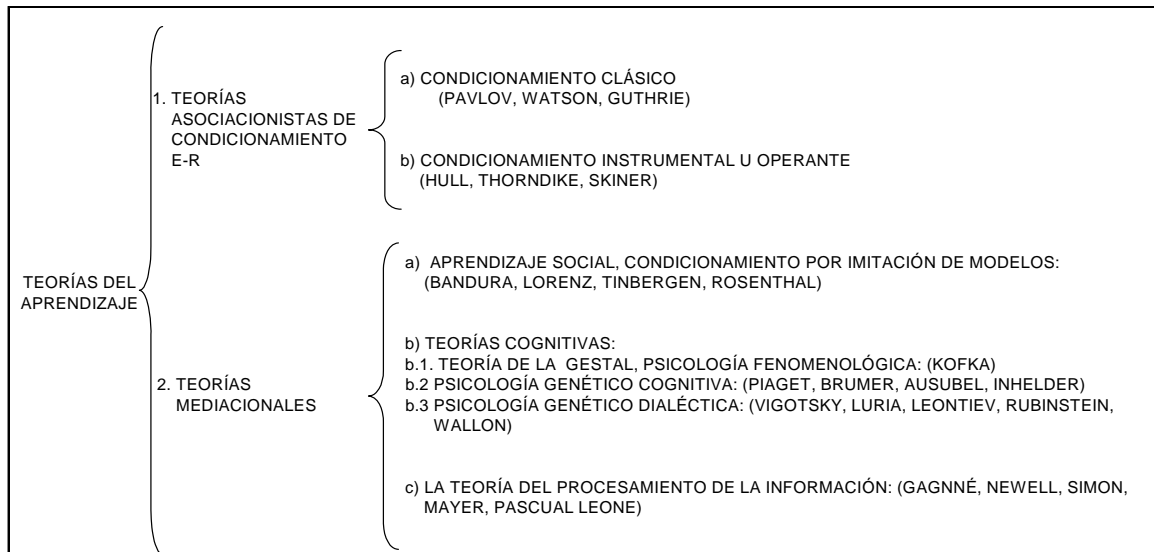 TEORÍAS DEL
APRENDIZAJE
1. TEORÍAS
ASOCIACIONISTAS DE
CONDICIONAMIENTO
E-R
a) CONDICIONAMIENTO CLÁSICO
(PAVLOV, WATSON, GUTHRIE)
b) CONDICIONAMIENTO INSTRUMENTAL U OPERANTE
(HULL, THORNDIKE, SKINER)
2. TEORÍAS
MEDIACIONALES
a) APRENDIZAJE SOCIAL, CONDICIONAMIENTO POR IMITACIÓN DE MODELOS:
(BANDURA, LORENZ, TINBERGEN, ROSENTHAL)
b) TEORÍAS COGNITIVAS:
b.1. TEORÍA DE LA GESTAL, PSICOLOGÍA FENOMENOLÓGICA: (KOFKA)
b.2 PSICOLOGÍA GENÉTICO COGNITIVA: (PIAGET, BRUMER, AUSUBEL, INHELDER)
b.3 PSICOLOGÍA GENÉTICO DIALÉCTICA: (VIGOTSKY, LURIA, LEONTIEV, RUBINSTEIN,
WALLON)
c) LA TEORÍA DEL PROCESAMIENTO DE LA INFORMACIÓN: (GAGNNÉ, NEWELL, SIMON,
MAYER, PASCUAL LEONE)